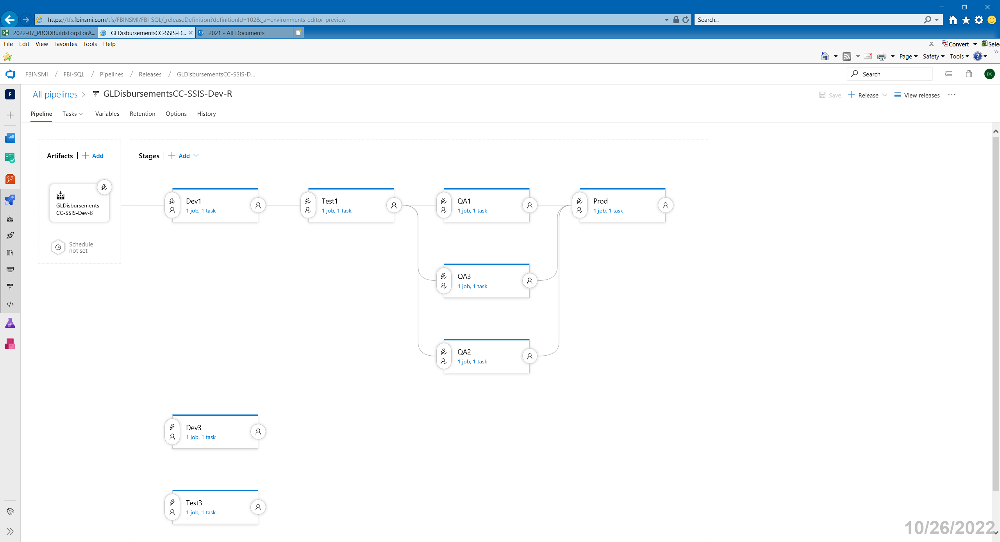 https://tfs.fbinsmi.com/tfs/FBINSMI/FBI-SQL/_releaseDefinition?definitionId=102&_a=environments-editor-preview
Search...
2022-07_PRODBuildsLogsForA...
GLDisbursementsCC-SSIS-D...
2021 - All Documents
File Edit View Favorites Tools Help
x Convert Sele
Page Safety Tools
FBINSMI / FBI-SQL / Pipelines / Releases / GLDisbursementsCC-SSIS-D...
Search
DC
F
All pipelines > GLDisbursementsCC-SSIS-Dev-R
Save + Release View releases ...
Pipeline Tasks Variables Retention Options History
Artifacts | + Add
Stages | + Add
GLDisbursements
CC-SSIS-Dev-B
Schedule
not set
Dev1
1 job, 1 task
Test1
1 job, 1 task
QA1
1 job, 1 task
Prod
1 job, 1 task
QA3
1 job, 1 task
QA2
1 job, 1 task
Dev3
1 job, 1 task
Test3
1 job, 1 task
10/26/2022